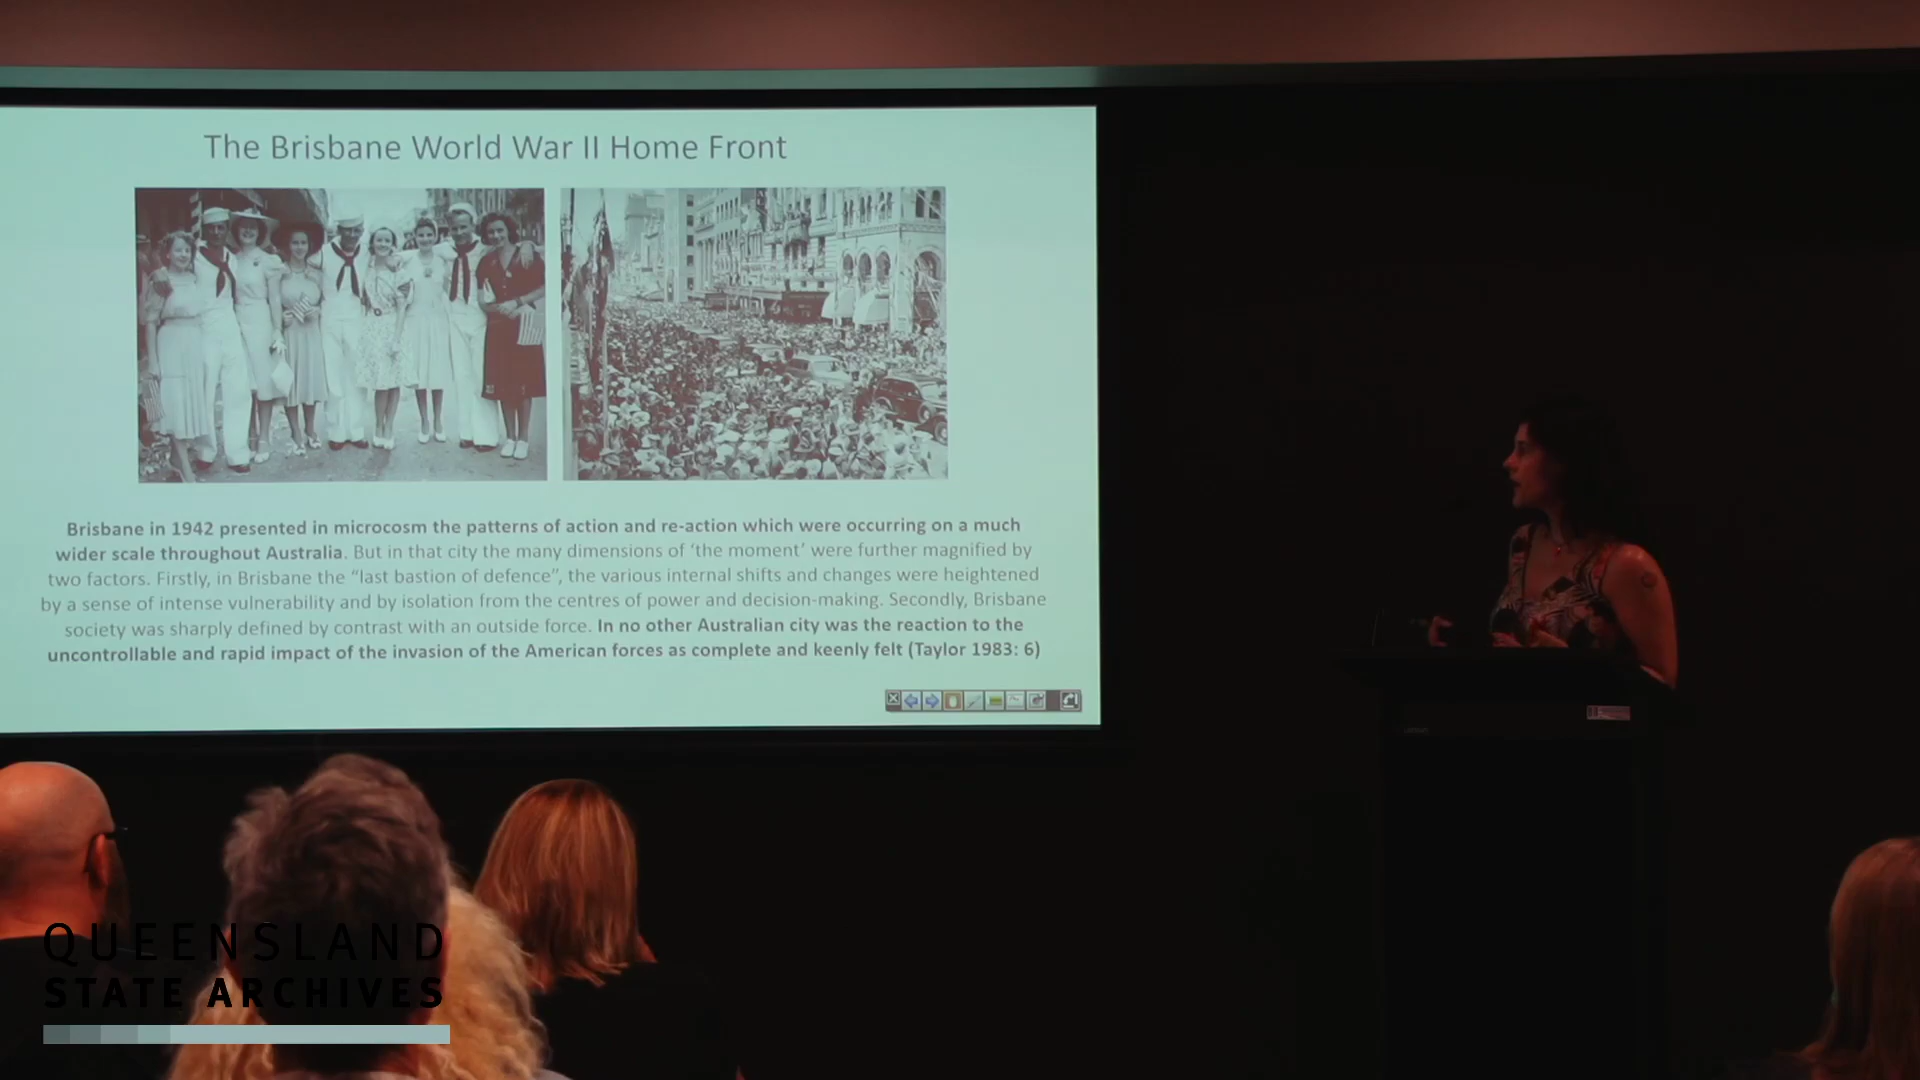 The Brisbane World War II Home Front
Brisbane in 1942 presented in microcosm the patterns of action and re-action which were occurring on a much
wider scale throughout Australia. But in that city the many dimensions of ‘the moment’ were further magnified by
two factors. Firstly, in Brisbane the “last bastion of defence”, the various internal shifts and changes were heightened
by a sense of intense vulnerability and by isolation from the centres of power and decision-making. Secondly, Brisbane
society was sharply defined by contrast with an outside force. In no other Australian city was the reaction to the
uncontrollable and rapid impact of the invasion of the American forces as complete and keenly felt (Taylor 1983: 6)
QUEENSLAND
STATE ARCHIVES